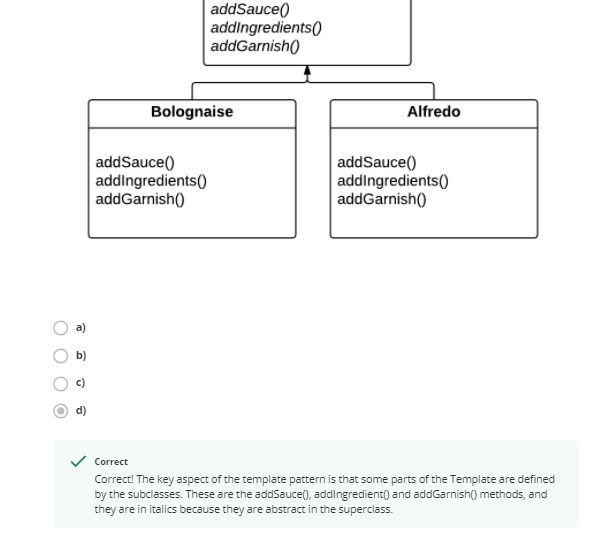 addSauce()
addIngredients()
addGarnish()
Bolognaise
addSauce()
addIngredients()
addGarnish()
Alfredo
addSauce()
addIngredients()
addGarnish()
a)
b)
c)
d)
Correct
Correct! The key aspect of the template pattern is that some parts of the Template are defined
by the subclasses. These are the addSauce(), addIngredient() and addGarnish() methods, and
they are in italics because they are abstract in the superclass.